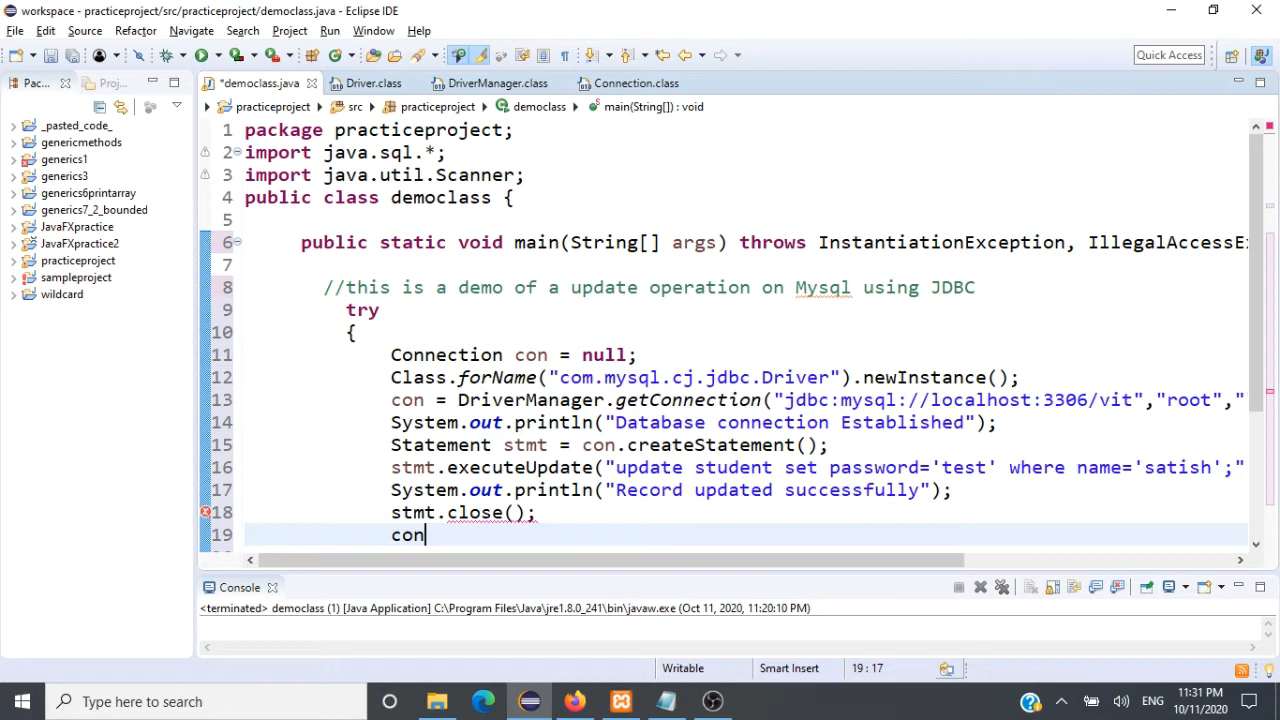 workspace - practiceproject/src/practiceproject/democlass.java - Eclipse IDE
File Edit Source Refactor Navigate Search Project Run Window Help
Quick Access
Pac... Proj...
*democlass.java Driver.class DriverManager.class Connection.class
practiceproject src practiceproject democlass main(String[]) : void
_pasted_code_
genericmethods
generics1
generics3
generics6printarray
generics7_2_bounded
JavaFXpractice
JavaFXpractice2
practiceproject
sampleproject
wildcard
1 package practiceproject;
2 import java.sql.*;
3 import java.util.Scanner;
4 public class democlass {
5
6 public static void main(String[] args) throws InstantiationException, IllegalAccessE
7
8 //this is a demo of a update operation on Mysql using JDBC
9 try
10 {
11 Connection con = null;
12 Class.forName("com.mysql.cj.jdbc.Driver").newInstance();
13 con = DriverManager.getConnection("jdbc:mysql://localhost:3306/vit","root","
14 System.out.println("Database connection Established");
15 Statement stmt = con.createStatement();
16 stmt.executeUpdate("update student set password='test' where name='satish';"
17 System.out.println("Record updated successfully");
18 stmt.close();
19 con
Console
<terminated> democlass (1) [Java Application] C:\Program Files\Java\jre1.8.0_241\bin\javaw.exe (Oct 11, 2020, 11:20:10 PM)
Writable Smart Insert 19 : 17
Type here to search
ENG
11:31 PM
10/11/2020